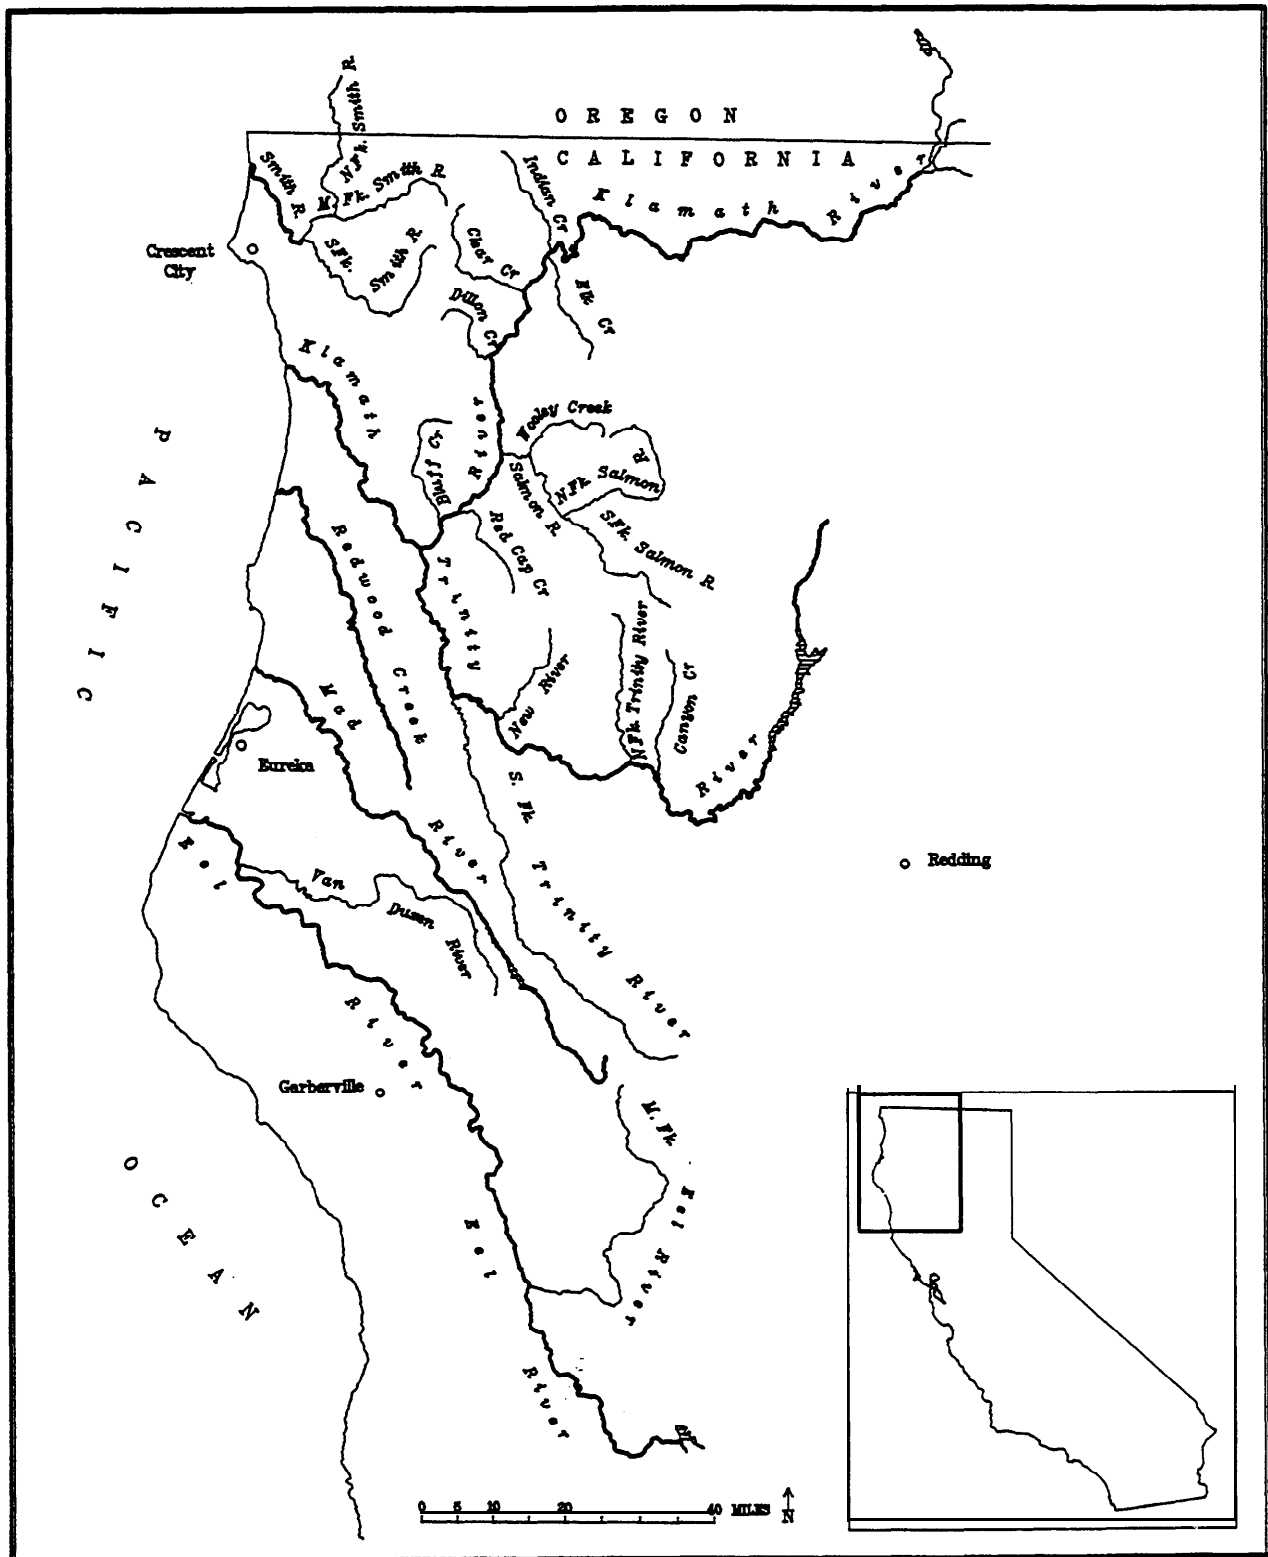 N.Fk. Smith R.
OREGON
CALIFORNIA
Smith R.
M Fk. Smith R.
Indian Cr
Klamath River
S.Fk. Smith R.
Clear Cr
Crescent
City
Dillon Cr
Elk Cr
Klamath River
Bluff Cr
Wooley Creek
Salmon R.
N.Fk Salmon R.
S.Fk. Salmon R.
Red Cap Cr
PACIFIC
Redwood Creek
Trinity
New River
N.Fk. Trinity River
Canyon Cr
River
Mad River
Eureka
S. Fk Trinity River
Redding
Eel River
Van Dusen River
Garberville
M. Fk Eel River
OCEAN
Eel River
0 5 10 20 40 MILES
N